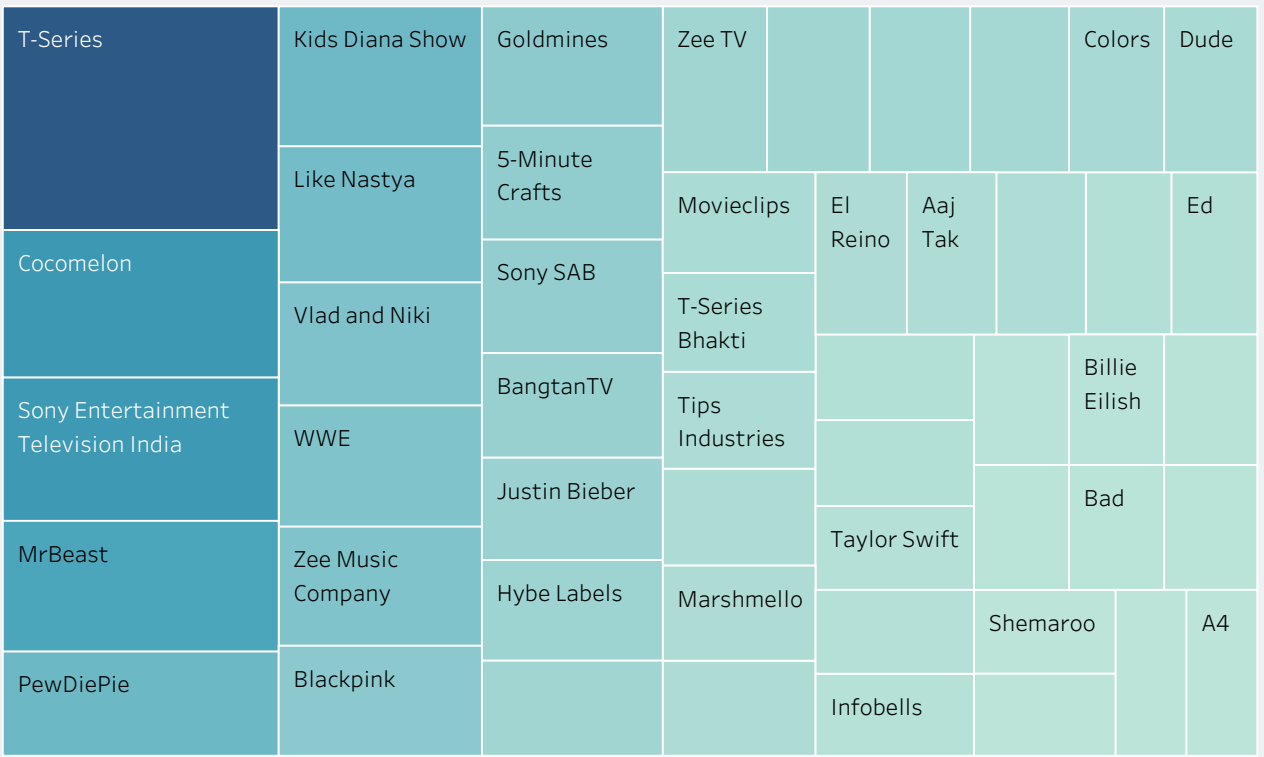 T-Series
Cocomelon
Sony Entertainment
Television India
MrBeast
PewDiePie
Kids Diana Show
Like Nastya
Vlad and Niki
WWE
Zee Music
Company
Blackpink
Goldmines
5-Minute
Crafts
Sony SAB
BangtanTV
Justin Bieber
Hybe Labels
Zee TV
Colors
Dude
Movieclips
T-Series
Bhakti
Tips
Industries
Marshmello
El
Reino
Aaj
Tak
Ed
Taylor Swift
Infobells
Billie
Eilish
Bad
Shemaroo
A4